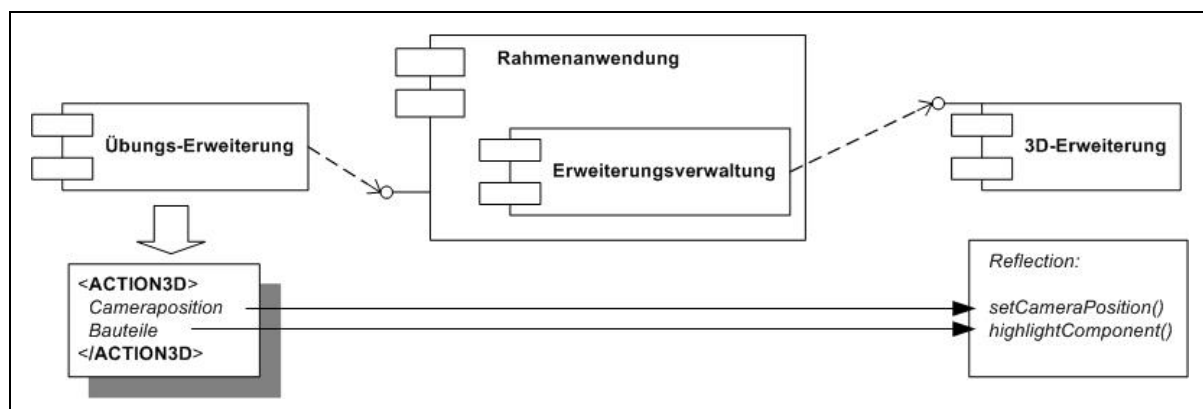 Rahmenanwendung
Übungs-Erweiterung
Erweiterungsverwaltung
3D-Erweiterung
<ACTION3D>
Cameraposition
Bauteile
</ACTION3D>
Reflection:
setCameraPosition()
highlightComponent()